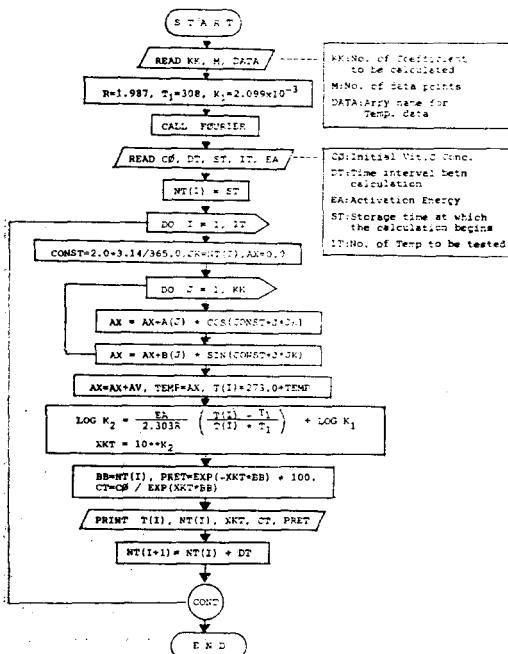 S T A R T
READ KK, M, DATA
KK:No. of Coefficient
to be calculated
M:No. of data points
DATA:Arry name for
Temp. data
R=1.987, T1=308, K1=2.099x10-3
CALL FOURIER
READ CØ, DT, ST, IT, EA
CØ:Initial Vit.C Conc.
DT:Time interval betn
calculation
EA:Activation Energy
ST:Storage time at which
the calculation begins
IT:No. of Temp to be tested
NT(I) = ST
DO I = 1, IT
CONST=2.0*3.14/365.0,JK=NT(I),AX=0.0
DO J = 1, KK
AX = AX+A(J) * COS(CONST*J*JK)
AX = AX+B(J) * SIN(CONST*J*JK)
AX=AX+AV, TEMP=AX, T(I)=273.0+TEMP
LOG K2 = EA / 2.303R ( T(I) - T1 / T(I) * T1 ) + LOG K1
XKT = 10**K2
BB=NT(I), PRET=EXP(-XKT*BB) * 100.
CT=CØ / EXP(XKT*BB)
PRINT T(I), NT(I), XKT, CT, PRET
NT(I+1) = NT(I) + DT
CONT
E N D